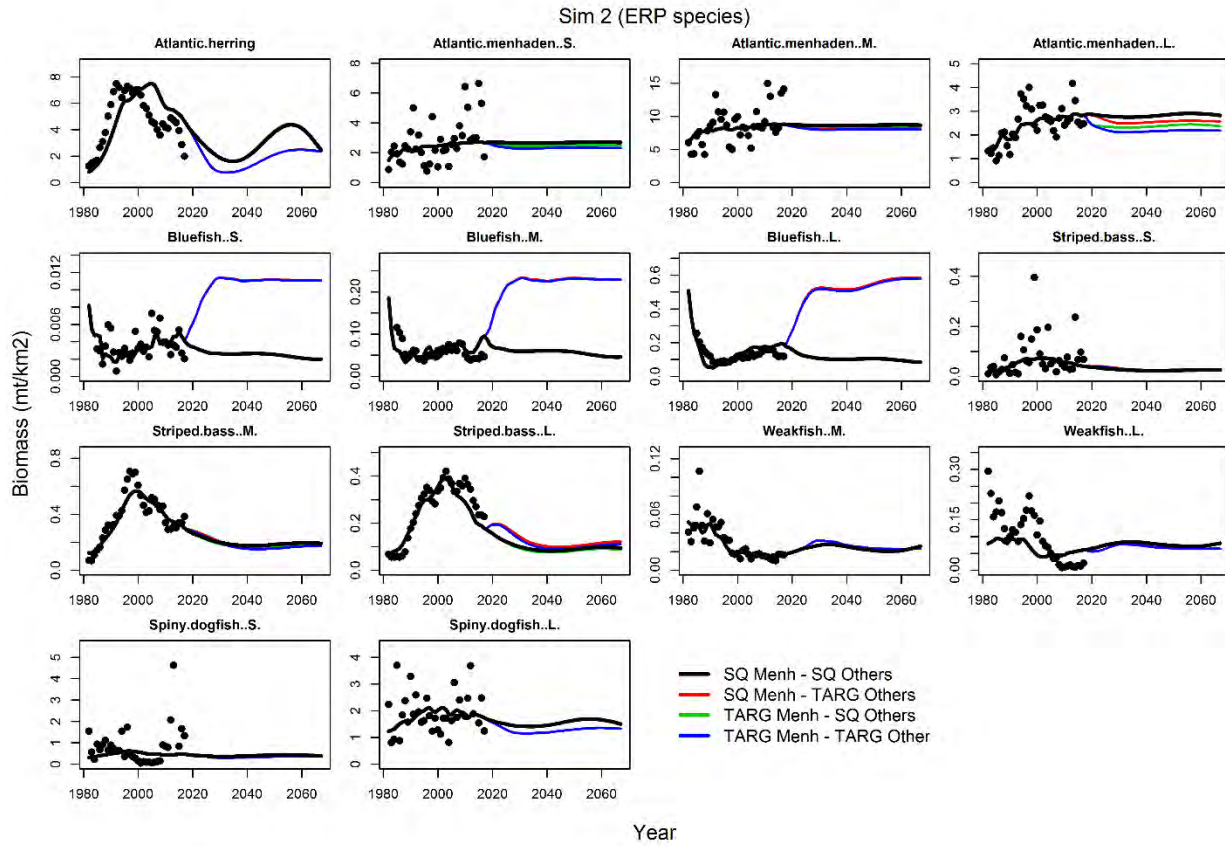 Sim 2 (ERP species)
Atlantic.herring
Atlantic.menhaden..S.
Atlantic.menhaden..M.
Atlantic.menhaden..L.
8
6
4
2
0
1980 2000 2020 2040 2060
8
6
4
2
0
1980 2000 2020 2040 2060
15
10
5
0
1980 2000 2020 2040 2060
5
4
3
2
1
0
1980 2000 2020 2040 2060
Bluefish..S.
Bluefish..M.
Bluefish..L.
Striped.bass..S.
0.012
0.006
0.000
1980 2000 2020 2040 2060
0.20
0.10
0.00
1980 2000 2020 2040 2060
0.6
0.4
0.2
0.0
1980 2000 2020 2040 2060
0.4
0.2
0.0
1980 2000 2020 2040 2060
Biomass (mt/km2)
Striped.bass..M.
Striped.bass..L.
Weakfish..M.
Weakfish..L.
0.8
0.4
0.0
1980 2000 2020 2040 2060
0.4
0.2
0.0
1980 2000 2020 2040 2060
0.12
0.06
0.00
1980 2000 2020 2040 2060
0.30
0.15
0.00
1980 2000 2020 2040 2060
Spiny.dogfish..S.
Spiny.dogfish..L.
5
4
3
2
1
0
1980 2000 2020 2040 2060
4
3
2
1
0
1980 2000 2020 2040 2060
SQ Menh - SQ Others
SQ Menh - TARG Others
TARG Menh - SQ Others
TARG Menh - TARG Other
Year